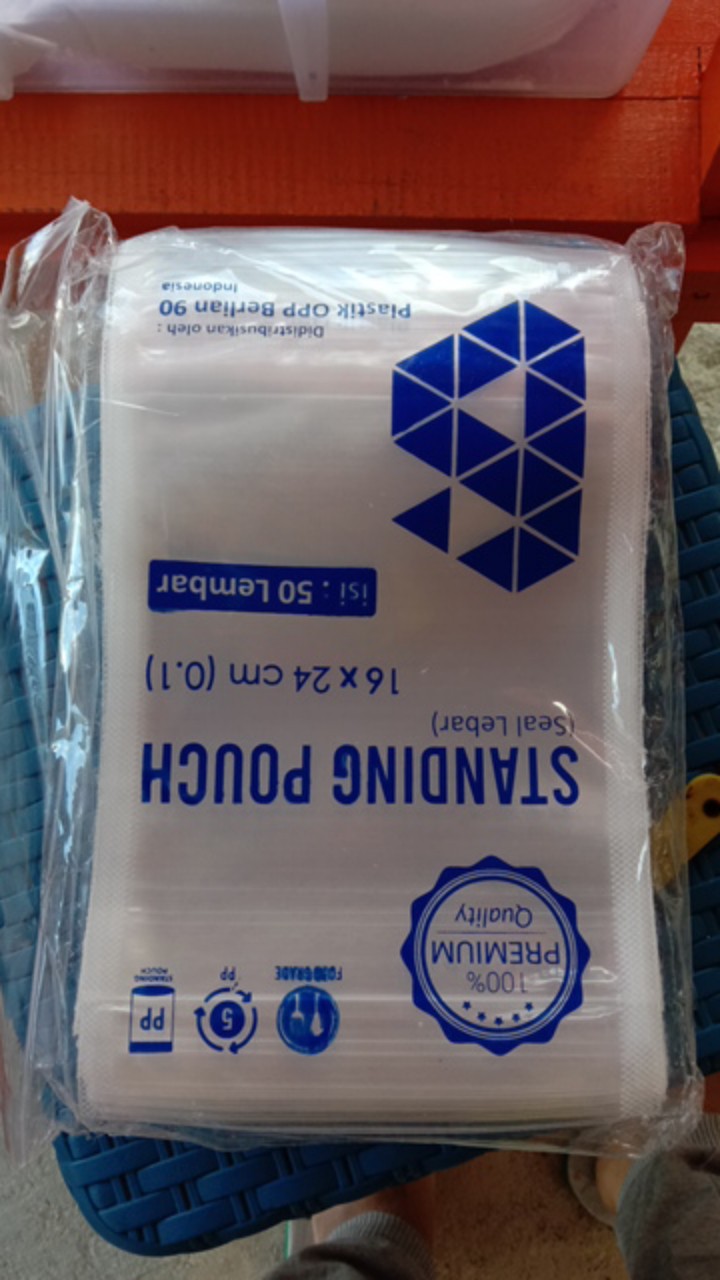 100%
PREMIUM
Quality
FOOD GRADE
5
PP
PP
STANDING
POUCH
STANDING POUCH
(Seal Lebar)
16 x 24 cm (0.1)
isi : 50 Lembar
Didistribusikan oleh :
Plastik OPP Berlian 90
Indonesia